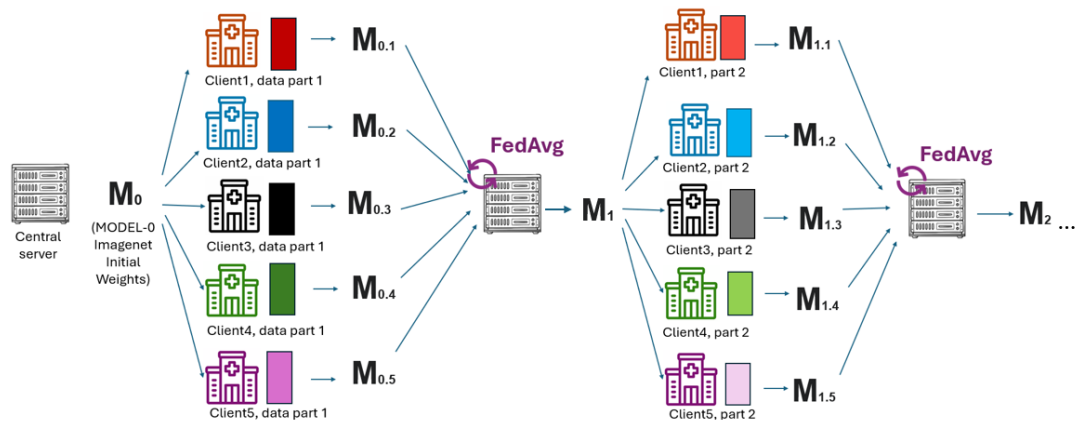 Central
server
M0
(MODEL-0
Imagenet
Initial
Weights)
Client1, data part 1
M0.1
Client2, data part 1
M0.2
Client3, data part 1
M0.3
Client4, data part 1
M0.4
Client5, data part 1
M0.5
FedAvg
M1
Client1, part 2
M1.1
Client2, part 2
M1.2
Client3, part 2
M1.3
Client4, part 2
M1.4
Client5, part 2
M1.5
FedAvg
M2 ...